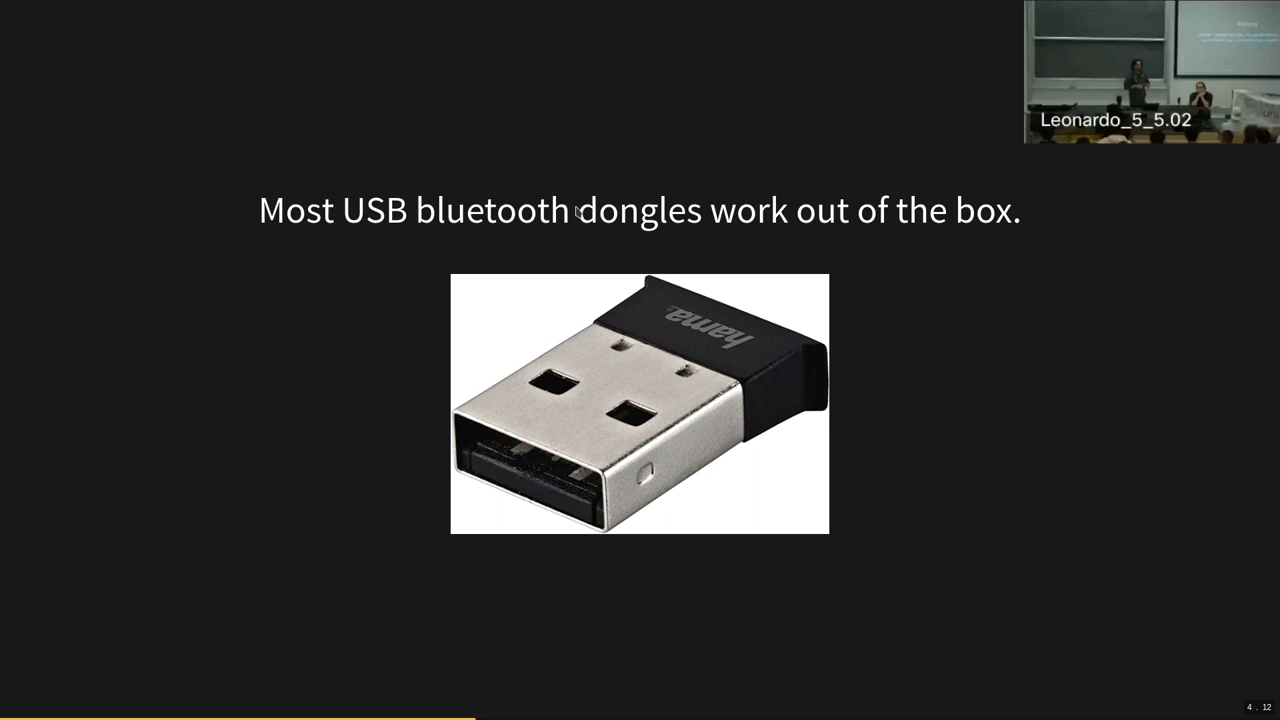 Leonardo_5_5.02
Most USB bluetooth dongles work out of the box.
hama.
4 . 12